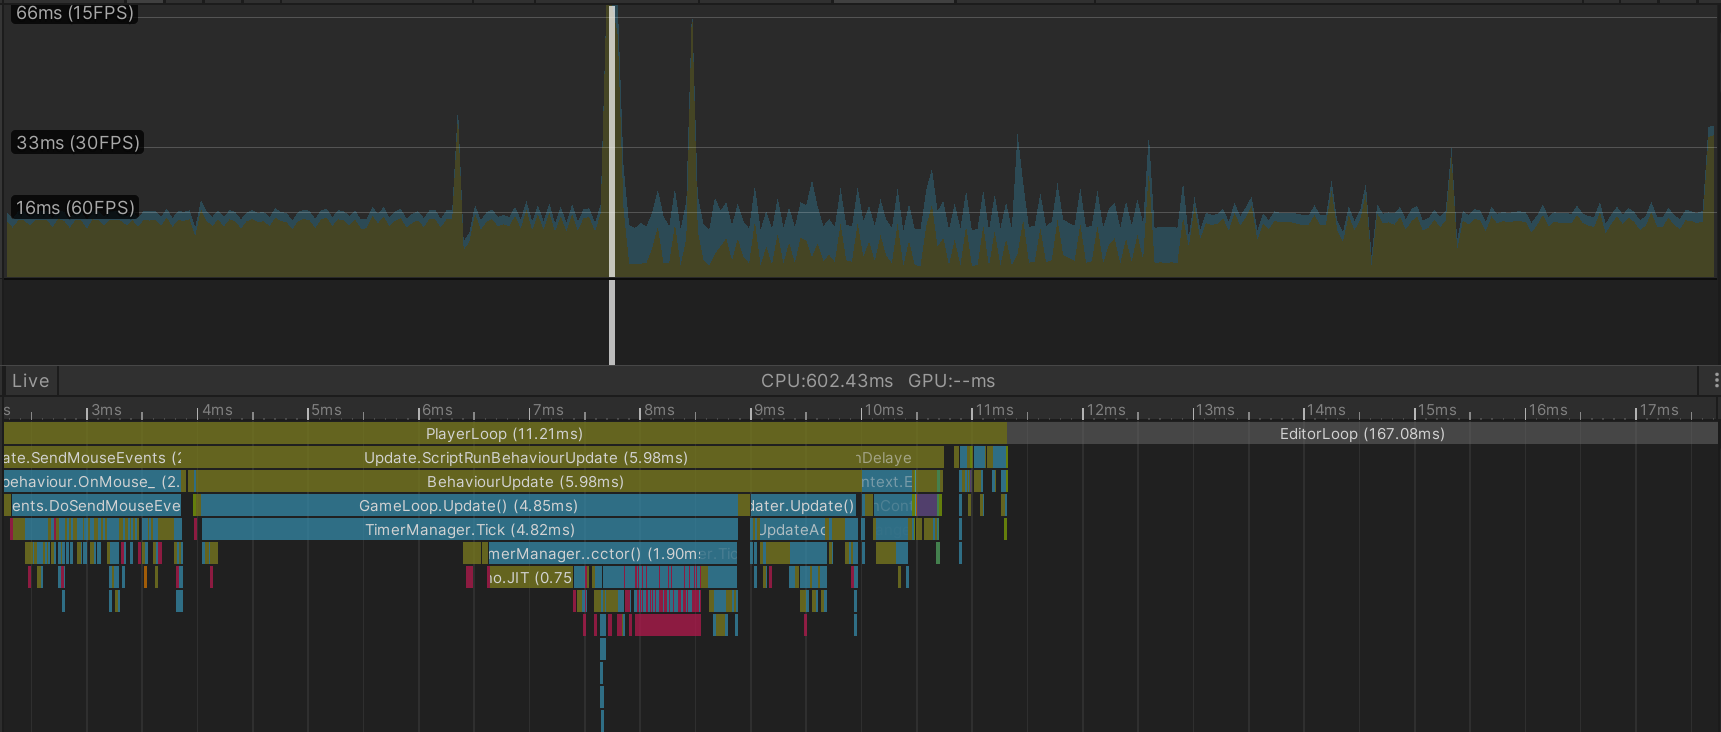 66ms (15FPS)
33ms (30FPS)
16ms (60FPS)
Live CPU:602.43ms GPU:--ms
s 3ms 4ms 5ms 6ms 7ms 8ms 9ms 10ms 11ms 12ms 13ms 14ms 15ms 16ms 17ms
PlayerLoop (11.21ms) EditorLoop (167.08ms)
ate.SendMouseEvents (2 Update.ScriptRunBehaviourUpdate (5.98ms) nDelaye
behaviour.OnMouse_ (2. BehaviourUpdate (5.98ms) ntext.E
ents.DoSendMouseEve GameLoop.Update() (4.85ms) dater.Update() nCont
TimerManager.Tick (4.82ms) UpdateAc
merManager..cctor() (1.90ms er.Tic
no.JIT (0.75